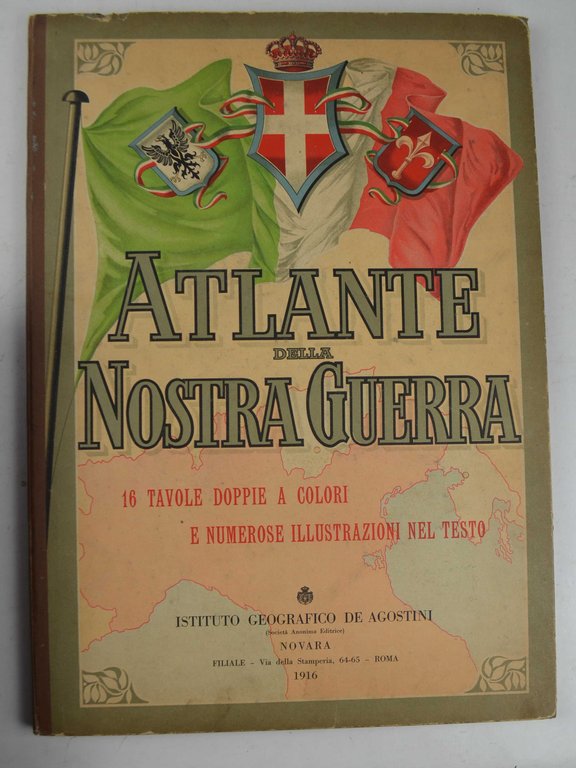 ATLANTE
DELLA
NOSTRA GUERRA
16 TAVOLE DOPPIE A COLORI
E NUMEROSE ILLUSTRAZIONI NEL TESTO
ISTITUTO GEOGRAFICO DE AGOSTINI
(Società Anonima Editrice)
NOVARA
FILIALE - Via della Stamperia, 64-65 - ROMA
1916